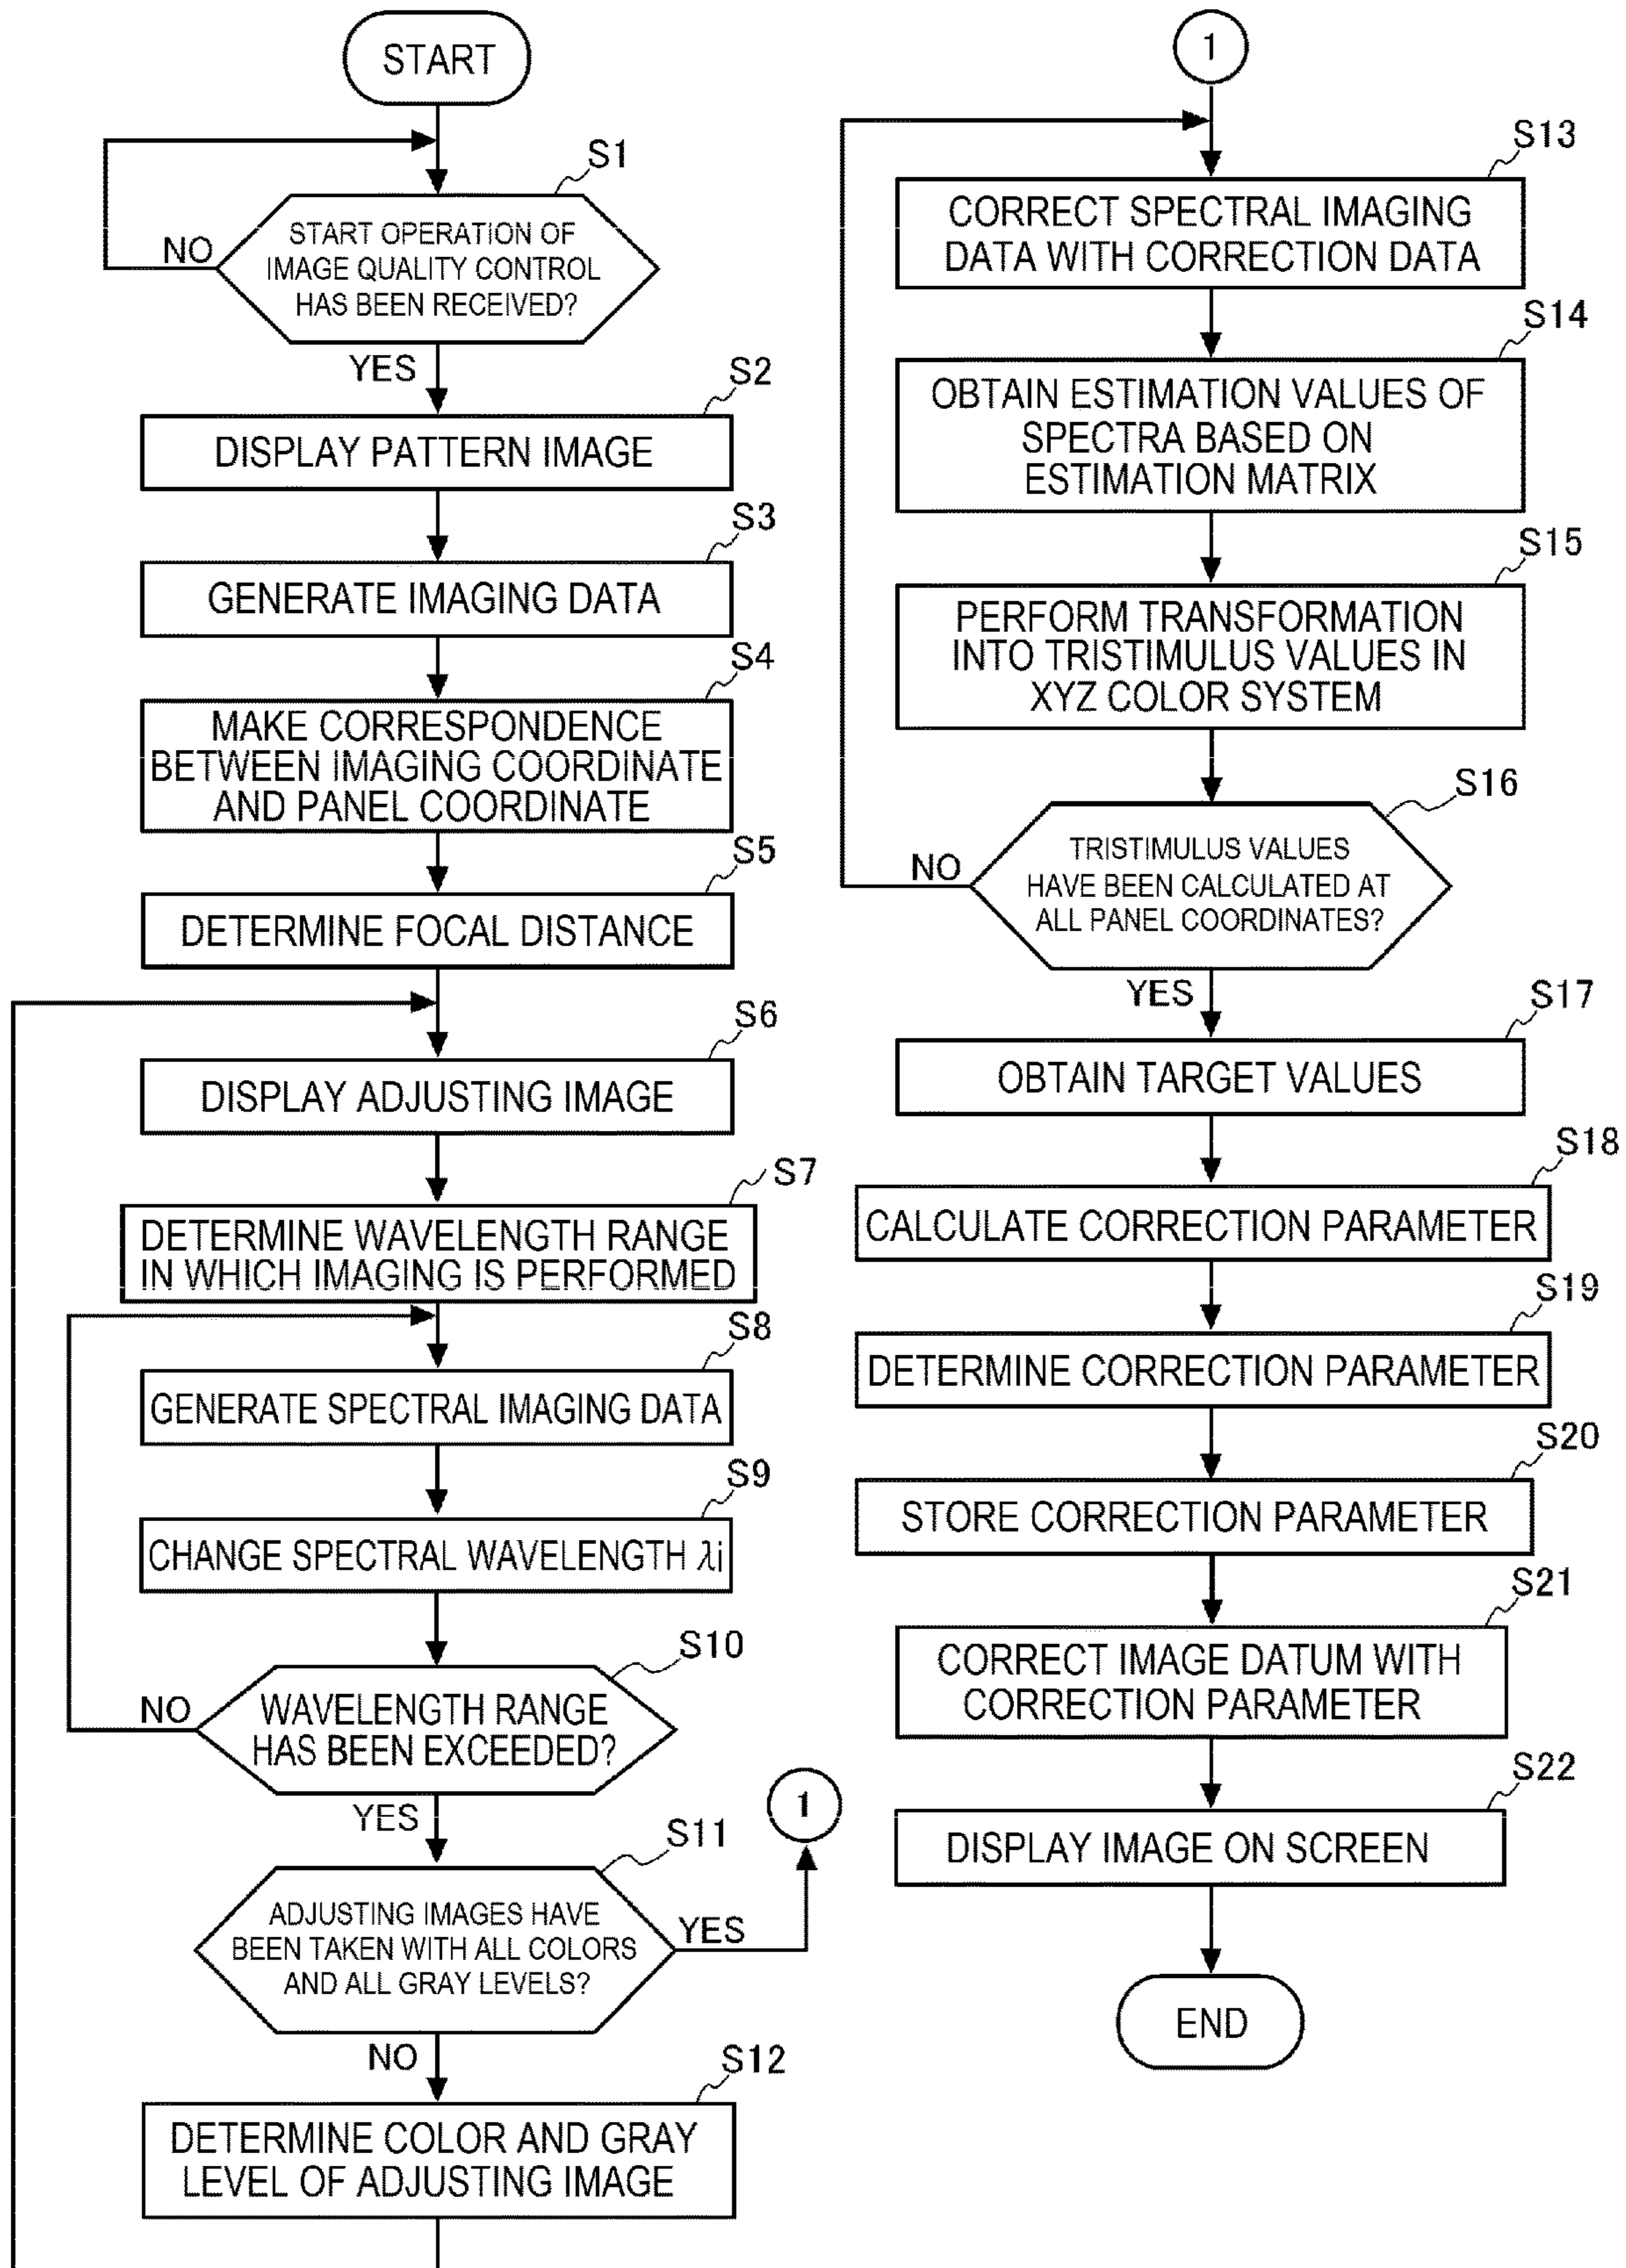 START
S1
START OPERATION OF
IMAGE QUALITY CONTROL
HAS BEEN RECEIVED?
NO
YES
S2
DISPLAY PATTERN IMAGE
S3
GENERATE IMAGING DATA
S4
MAKE CORRESPONDENCE
BETWEEN IMAGING COORDINATE
AND PANEL COORDINATE
S5
DETERMINE FOCAL DISTANCE
S6
DISPLAY ADJUSTING IMAGE
S7
DETERMINE WAVELENGTH RANGE
IN WHICH IMAGING IS PERFORMED
S8
GENERATE SPECTRAL IMAGING DATA
S9
CHANGE SPECTRAL WAVELENGTH λi
S10
WAVELENGTH RANGE
HAS BEEN EXCEEDED?
NO
YES
S11
ADJUSTING IMAGES HAVE
BEEN TAKEN WITH ALL COLORS
AND ALL GRAY LEVELS?
YES
1
NO
S12
DETERMINE COLOR AND GRAY
LEVEL OF ADJUSTING IMAGE
1
S13
CORRECT SPECTRAL IMAGING
DATA WITH CORRECTION DATA
S14
OBTAIN ESTIMATION VALUES OF
SPECTRA BASED ON
ESTIMATION MATRIX
S15
PERFORM TRANSFORMATION
INTO TRISTIMULUS VALUES IN
XYZ COLOR SYSTEM
S16
TRISTIMULUS VALUES
HAVE BEEN CALCULATED AT
ALL PANEL COORDINATES?
NO
YES
S17
OBTAIN TARGET VALUES
S18
CALCULATE CORRECTION PARAMETER
S19
DETERMINE CORRECTION PARAMETER
S20
STORE CORRECTION PARAMETER
S21
CORRECT IMAGE DATUM WITH
CORRECTION PARAMETER
S22
DISPLAY IMAGE ON SCREEN
END